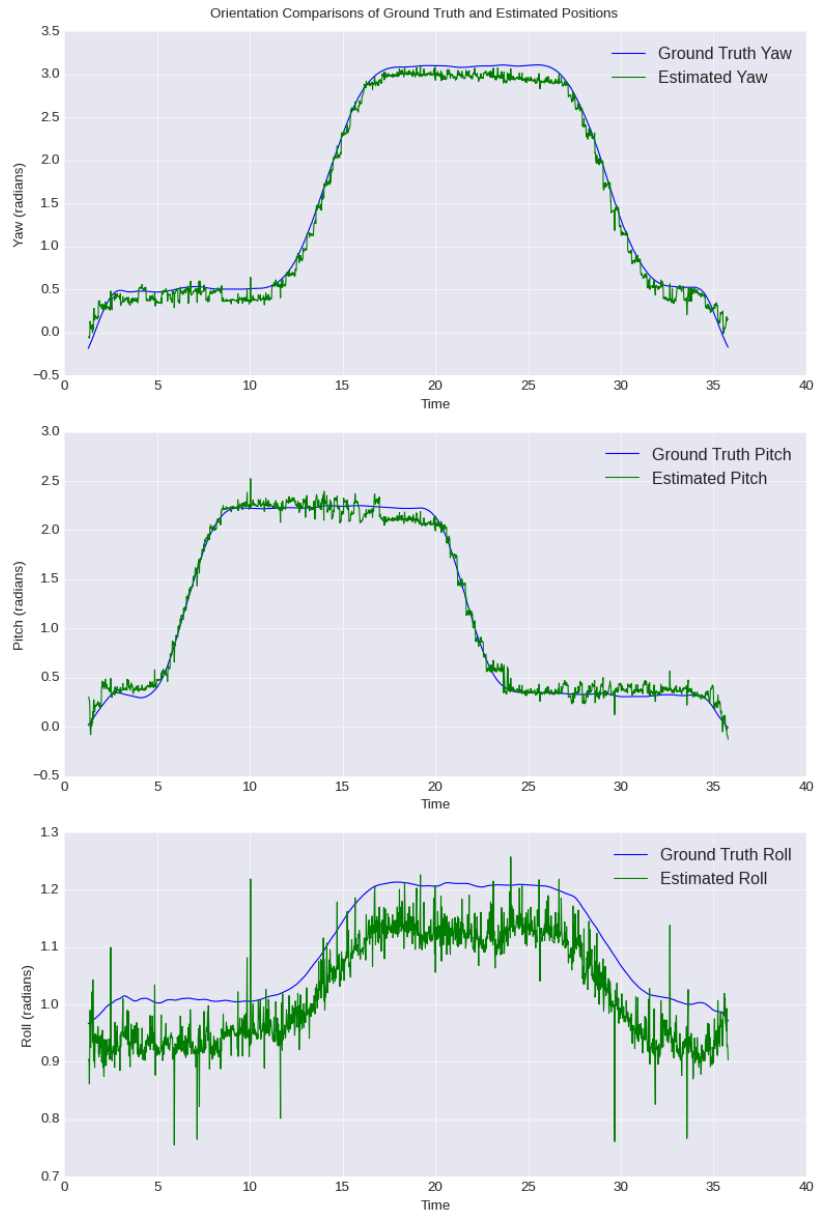 Orientation Comparisons of Ground Truth and Estimated Positions
3.5
3.0
2.5
2.0
1.5
1.0
0.5
0.0
−0.5
Yaw (radians)
Ground Truth Yaw
Estimated Yaw
0 5 10 15 20 25 30 35 40
Time
3.0
2.5
2.0
1.5
1.0
0.5
0.0
−0.5
Pitch (radians)
Ground Truth Pitch
Estimated Pitch
0 5 10 15 20 25 30 35 40
Time
1.3
1.2
1.1
1.0
0.9
0.8
0.7
Roll (radians)
Ground Truth Roll
Estimated Roll
0 5 10 15 20 25 30 35 40
Time